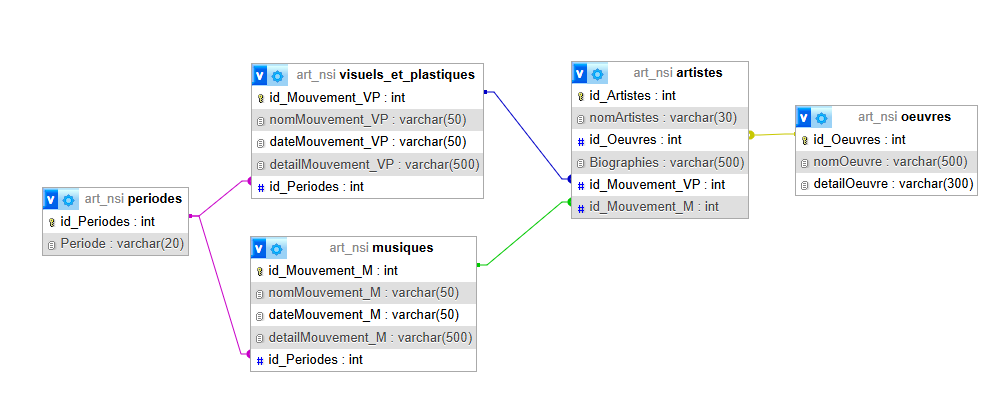 v art_nsi periodes
id_Periodes : int
Periode : varchar(20)
v art_nsi visuels_et_plastiques
id_Mouvement_VP : int
nomMouvement_VP : varchar(50)
dateMouvement_VP : varchar(50)
detailMouvement_VP : varchar(500)
# id_Periodes : int
v art_nsi musiques
id_Mouvement_M : int
nomMouvement_M : varchar(50)
dateMouvement_M : varchar(50)
detailMouvement_M : varchar(500)
# id_Periodes : int
v art_nsi artistes
id_Artistes : int
nomArtistes : varchar(30)
# id_Oeuvres : int
Biographies : varchar(500)
# id_Mouvement_VP : int
# id_Mouvement_M : int
v art_nsi oeuvres
id_Oeuvres : int
nomOeuvre : varchar(500)
detailOeuvre : varchar(300)